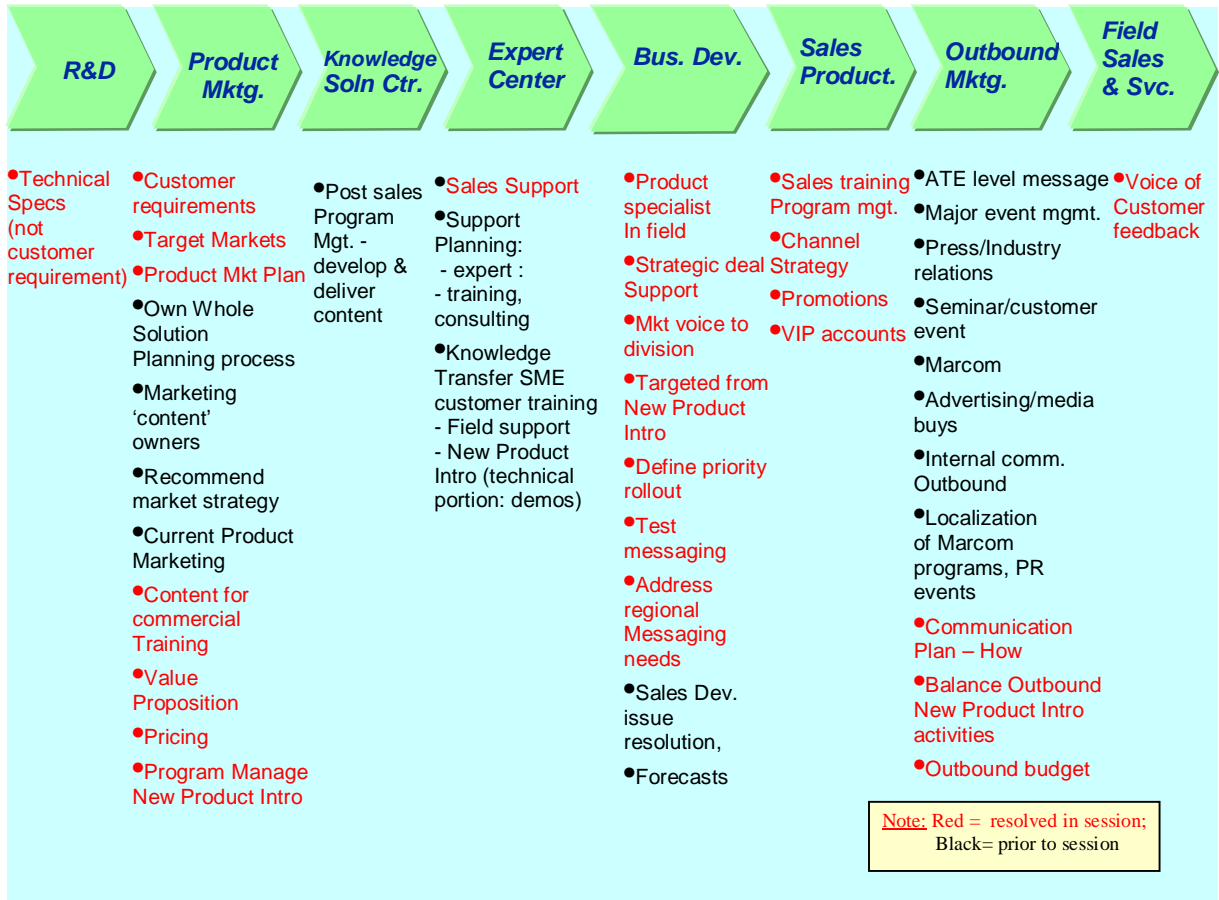 R&D
Product
Mktg.
Knowledge
Soln Ctr.
Expert
Center
Bus. Dev.
Sales
Product.
Outbound
Mktg.
Field
Sales
& Svc.
•Technical
Specs
(not
customer
requirement)
•Customer
requirements
•Target Markets
•Product Mkt Plan
•Own Whole
Solution
Planning process
•Marketing
‘content’
owners
•Recommend
market strategy
•Current Product
Marketing
•Content for
commercial
Training
•Value
Proposition
•Pricing
•Program Manage
New Product Intro
•Post sales
Program
Mgt. -
develop &
deliver
content
•Sales Support
•Support
Planning:
- expert :
- training,
consulting
•Knowledge
Transfer SME
customer training
- Field support
- New Product
Intro (technical
portion: demos)
•Product
specialist
In field
•Strategic deal
Support
•Mkt voice to
division
•Targeted from
New Product
Intro
•Define priority
rollout
•Test
messaging
•Address
regional
Messaging
needs
•Sales Dev.
issue
resolution,
•Forecasts
•Sales training
Program mgt.
•Channel
Strategy
•Promotions
•VIP accounts
•ATE level message
•Major event mgmt.
•Press/Industry
relations
•Seminar/customer
event
•Marcom
•Advertising/media
buys
•Internal comm.
Outbound
•Localization
of Marcom
programs, PR
events
•Communication
Plan – How
•Balance Outbound
New Product Intro
activities
•Outbound budget
•Voice of
Customer
feedback
Note: Red = resolved in session;
Black= prior to session